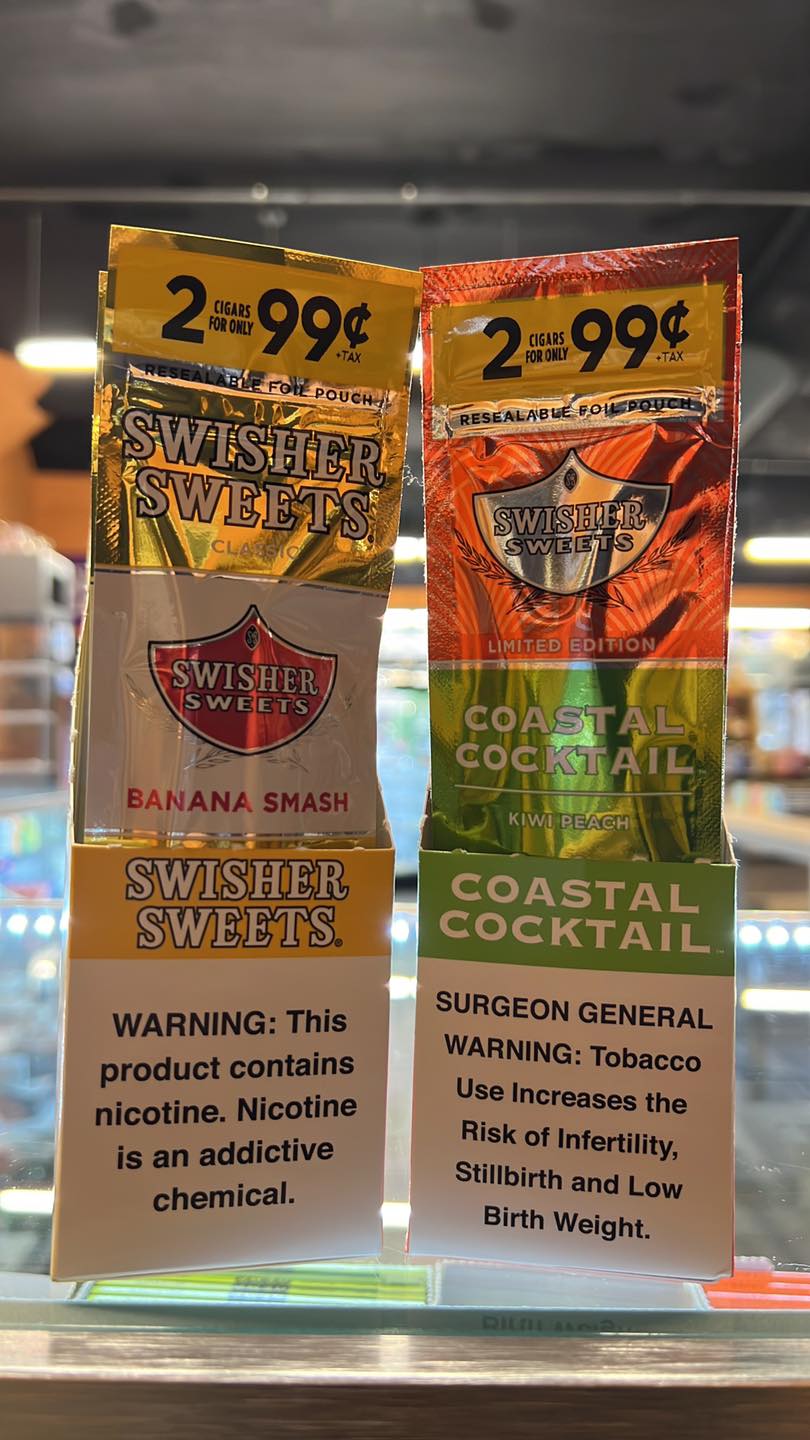 2 CIGARS FOR ONLY 99¢ +TAX
RESEALABLE FOIL POUCH
SWISHER
SWEETS
CLASSIC
SWISHER
SWEETS
BANANA SMASH
SWISHER
SWEETS®
WARNING: This
product contains
nicotine. Nicotine
is an addictive
chemical.
2 CIGARS FOR ONLY 99¢ +TAX
RESEALABLE FOIL POUCH
SWISHER
SWEETS
LIMITED EDITION
COASTAL
COCKTAIL
KIWI PEACH
COASTAL
COCKTAIL
SURGEON GENERAL
WARNING: Tobacco
Use Increases the
Risk of Infertility,
Stillbirth and Low
Birth Weight.